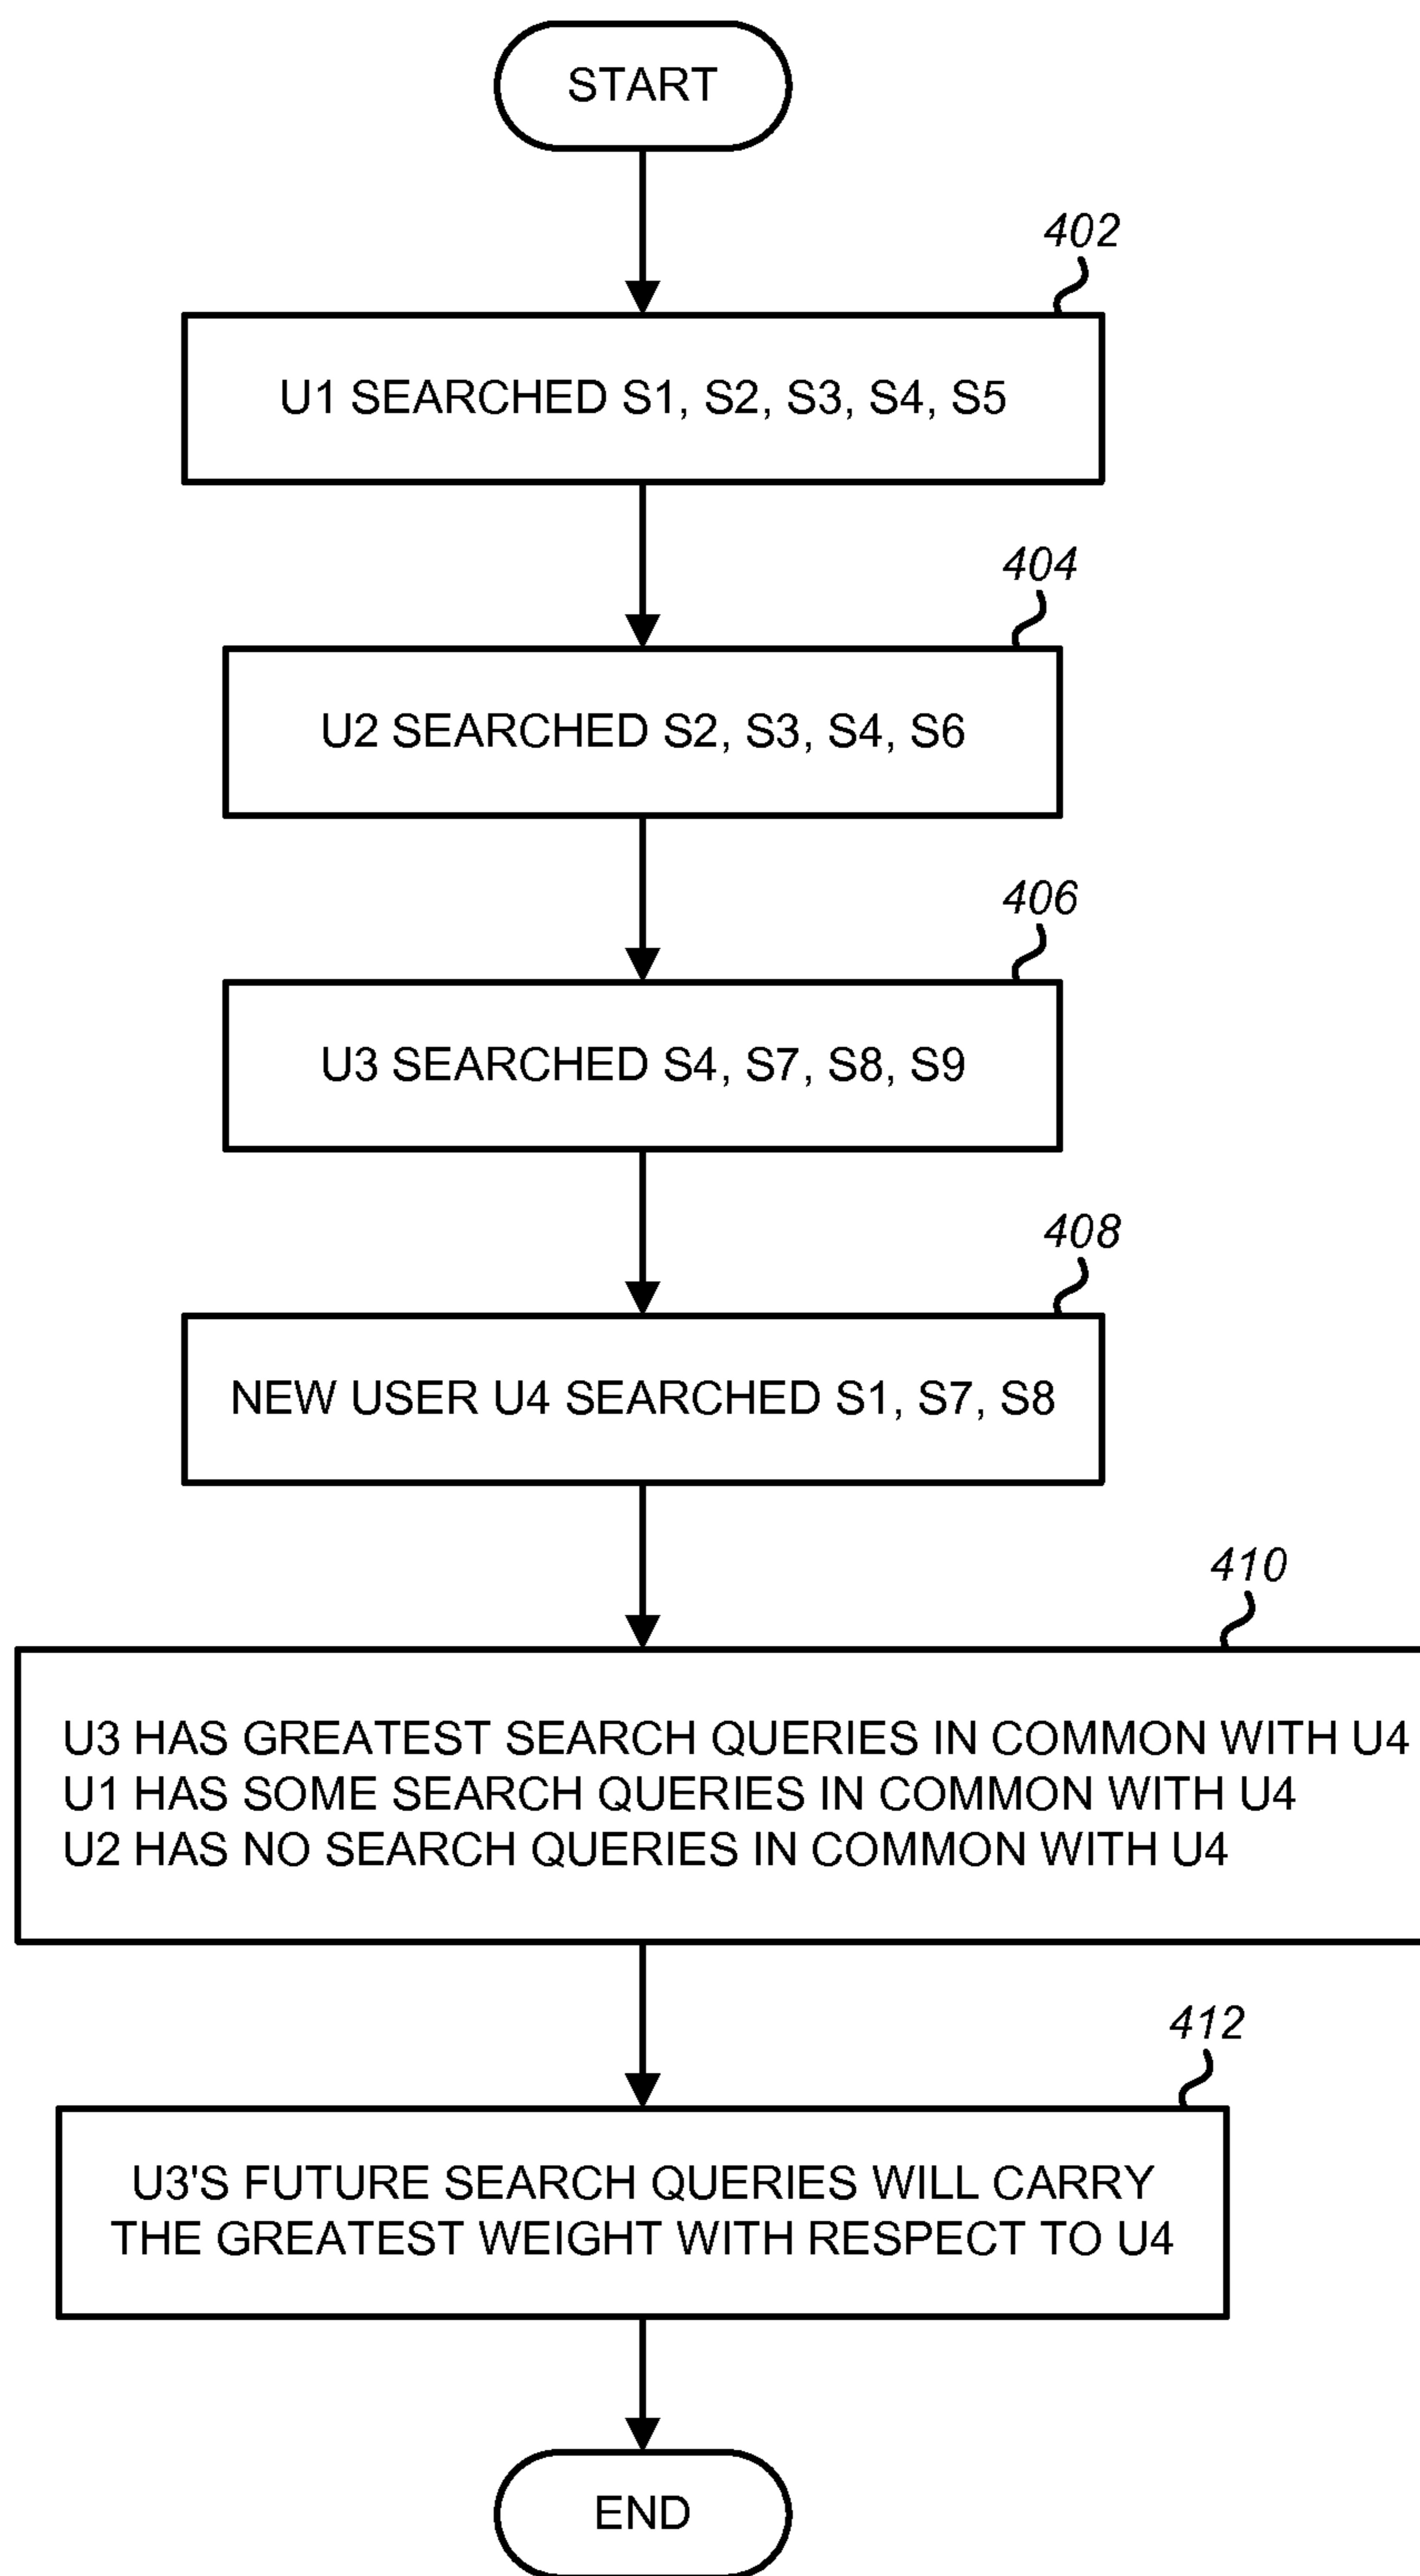 START
402
U1 SEARCHED S1, S2, S3, S4, S5
404
U2 SEARCHED S2, S3, S4, S6
406
U3 SEARCHED S4, S7, S8, S9
408
NEW USER U4 SEARCHED S1, S7, S8
410
U3 HAS GREATEST SEARCH QUERIES IN COMMON WITH U4
U1 HAS SOME SEARCH QUERIES IN COMMON WITH U4
U2 HAS NO SEARCH QUERIES IN COMMON WITH U4
412
U3'S FUTURE SEARCH QUERIES WILL CARRY
THE GREATEST WEIGHT WITH RESPECT TO U4
END